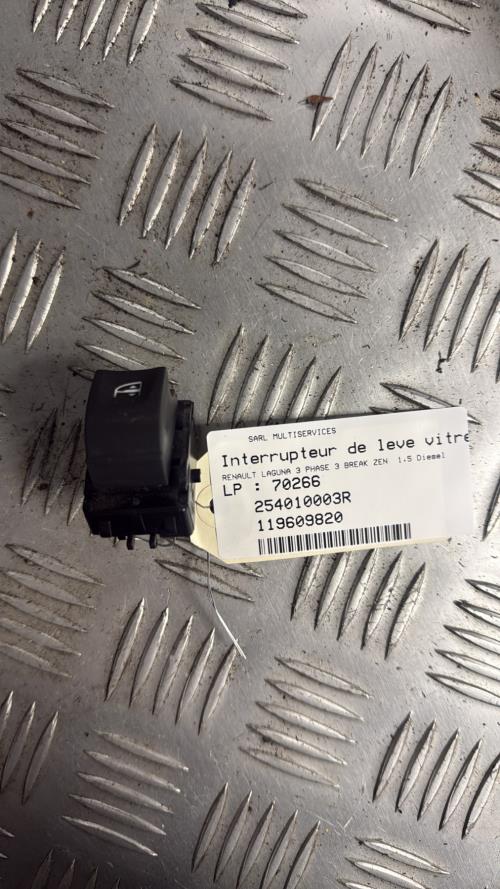 SARL MULTISERVICES
Interrupteur de leve vitre
RENAULT LAGUNA 3 PHASE 3 BREAK ZEN 1.5 Diesel
LP : 70266
254010003R
119609820